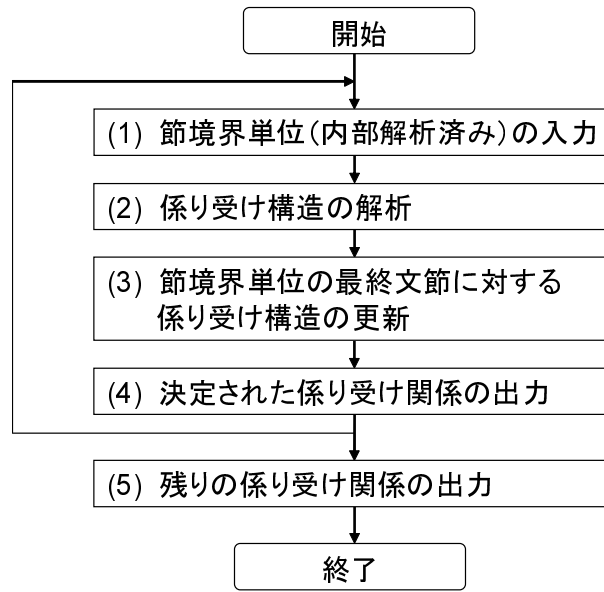 開始
(1) 節境界単位(内部解析済み)の入力
(2) 係り受け構造の解析
(3) 節境界単位の最終文節に対する
係り受け構造の更新
(4) 決定された係り受け関係の出力
(5) 残りの係り受け関係の出力
終了